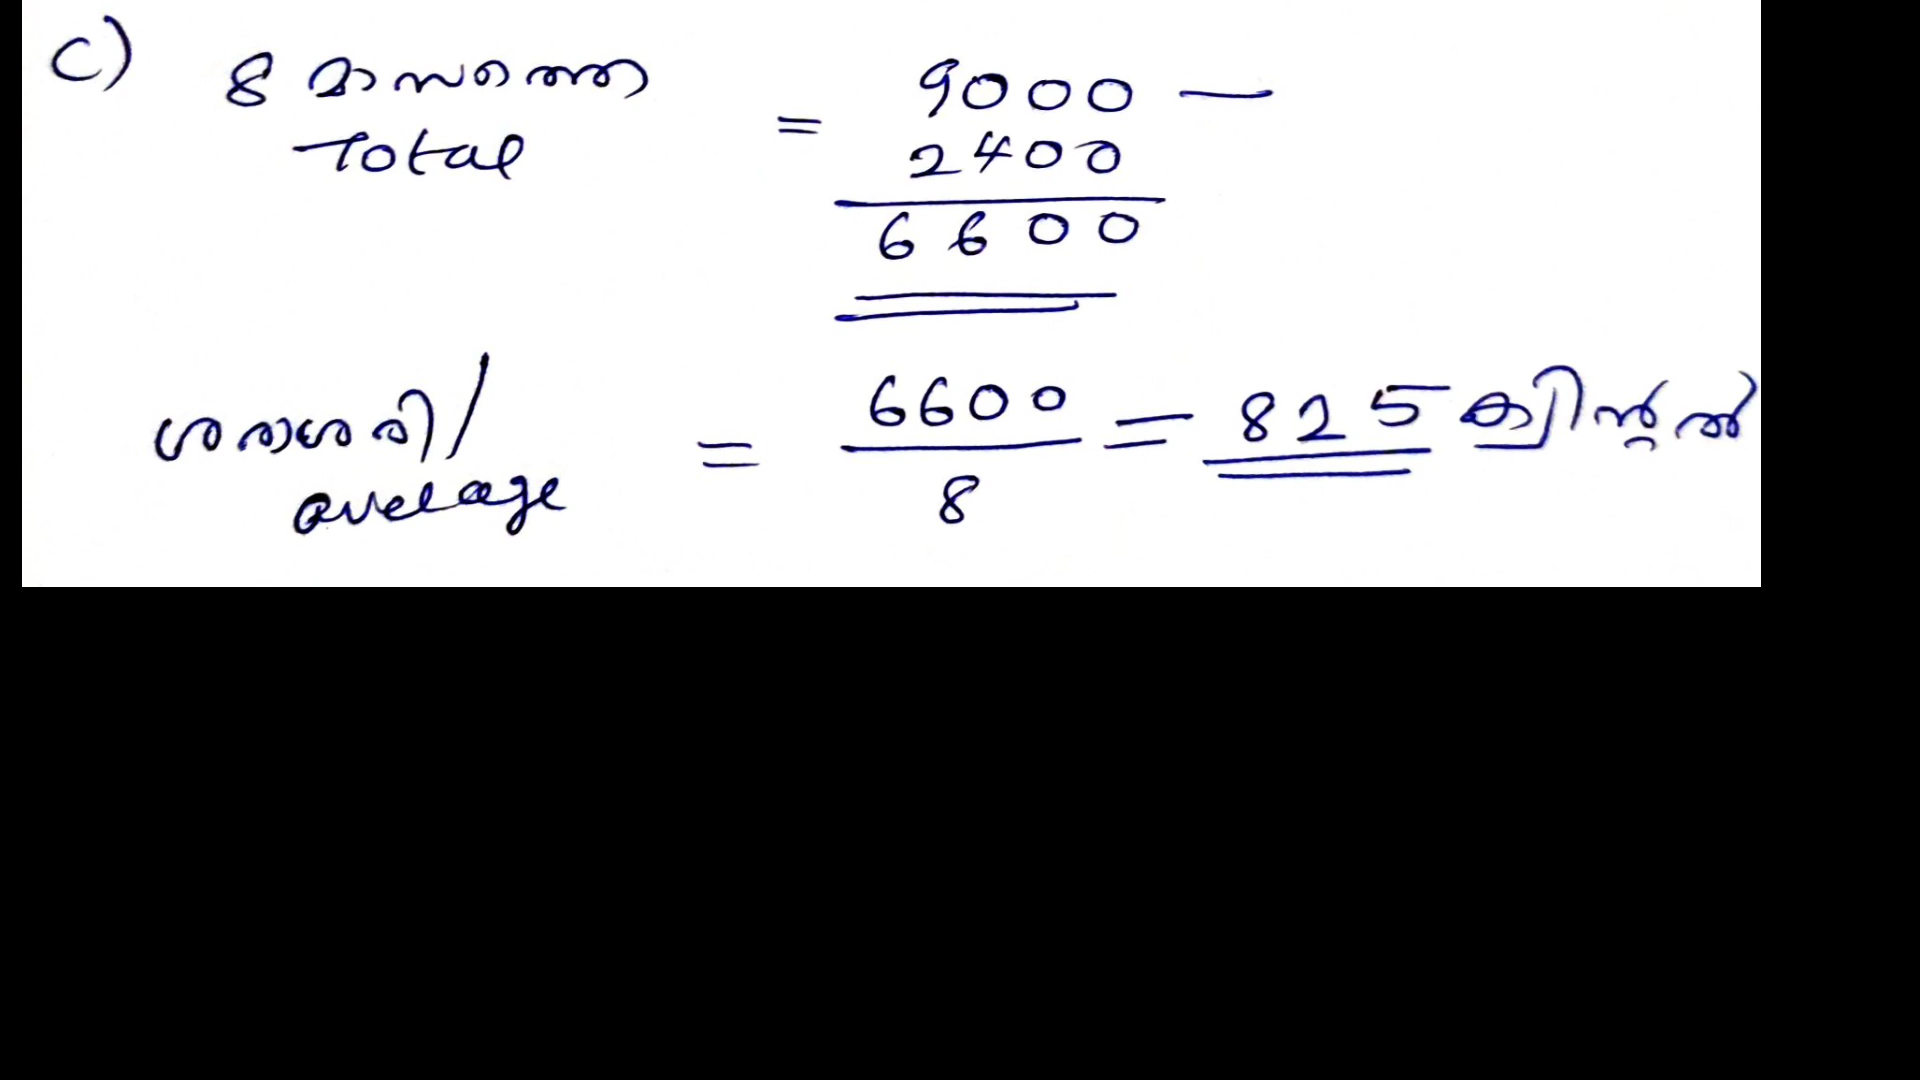 c) 8 മാസത്തെ Total = 9000 —
2400
6600
ശരാശരി/ average = 6600/8 = 825 ക്വിന്റൽ